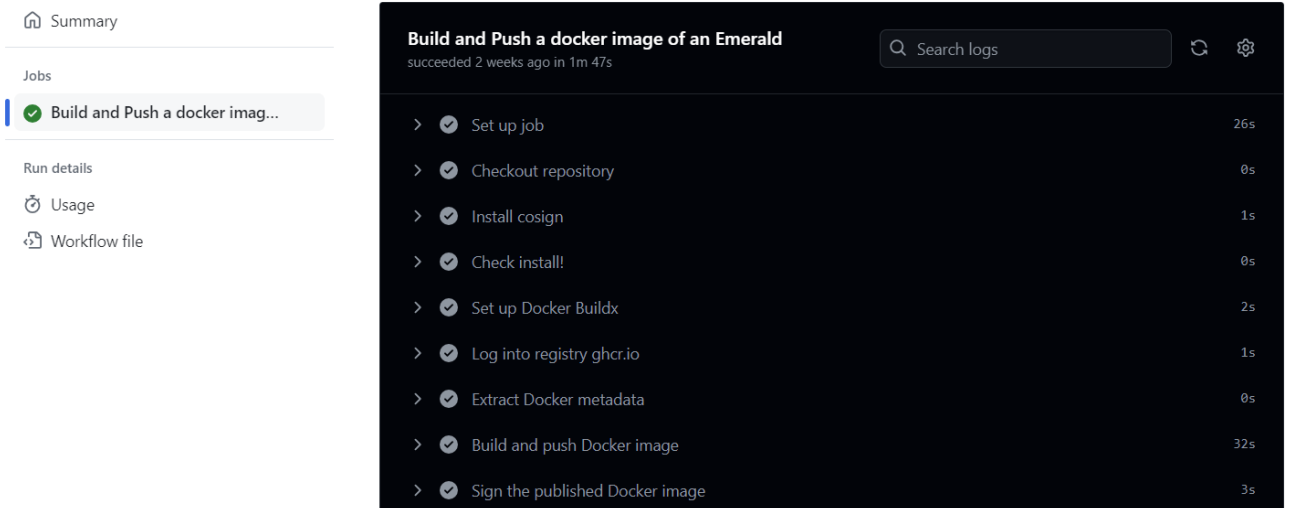 Summary
Jobs
Build and Push a docker imag...
Run details
Usage
Workflow file
Build and Push a docker image of an Emerald
succeeded 2 weeks ago in 1m 47s
Search logs
Set up job 26s
Checkout repository 0s
Install cosign 1s
Check install! 0s
Set up Docker Buildx 2s
Log into registry ghcr.io 1s
Extract Docker metadata 0s
Build and push Docker image 32s
Sign the published Docker image 3s